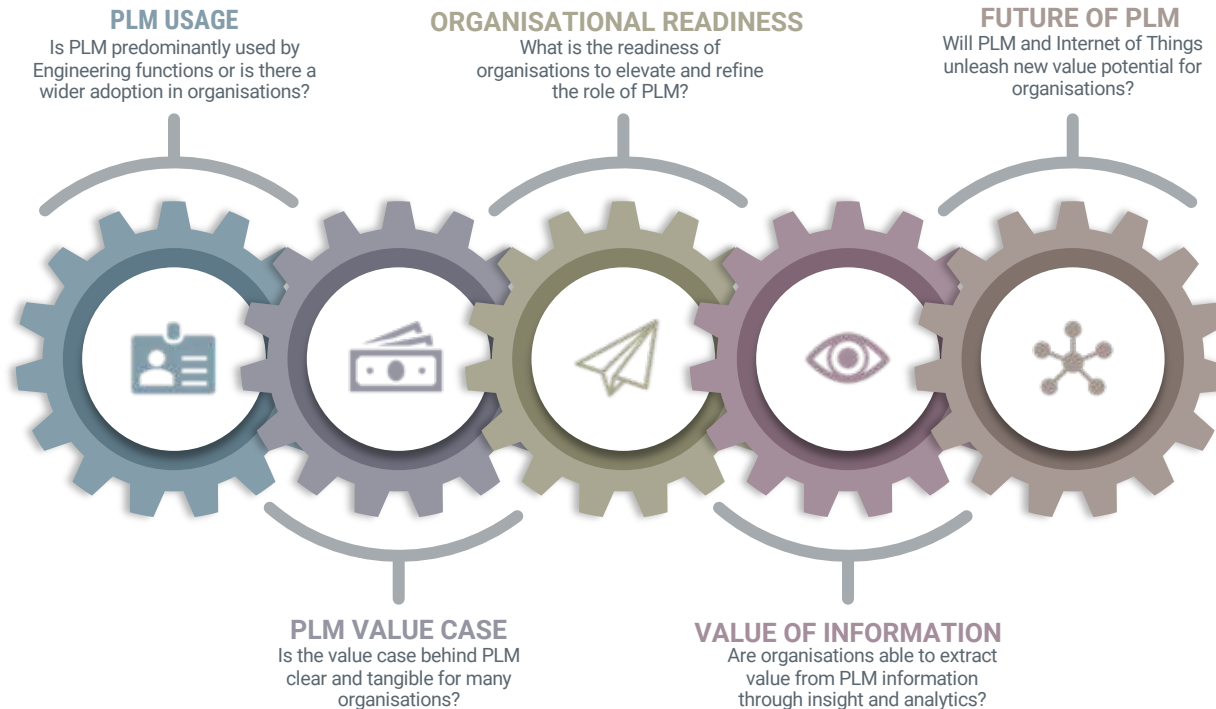 PLM USAGE
Is PLM predominantly used by
Engineering functions or is there a
wider adoption in organisations?
ORGANISATIONAL READINESS
What is the readiness of
organisations to elevate and refine
the role of PLM?
FUTURE OF PLM
Will PLM and Internet of Things
unleash new value potential for
organisations?
PLM VALUE CASE
Is the value case behind PLM
clear and tangible for many
organisations?
VALUE OF INFORMATION
Are organisations able to extract
value from PLM information
through insight and analytics?